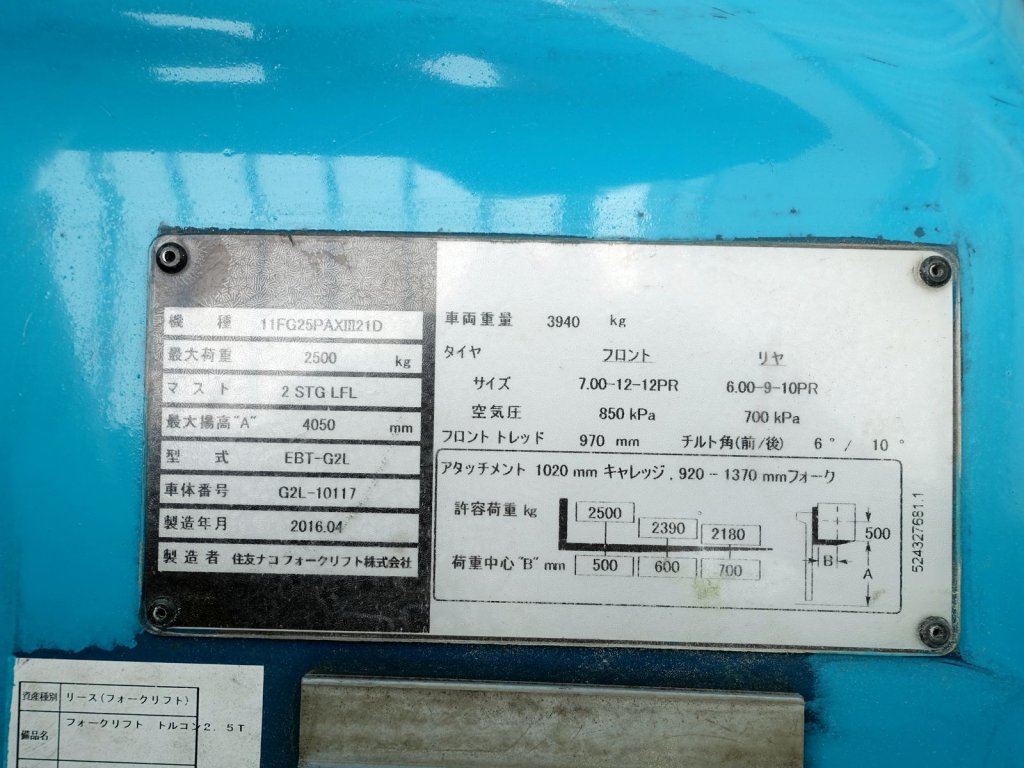 機 種 11FG25PAXⅢ21D
最大荷重 2500 kg
マ ス ト 2 STG LFL
最大揚高"A" 4050 mm
型 式 EBT-G2L
車体番号 G2L-10117
製造年月 2016.04
製 造 者 住友ナコフォークリフト株式会社
車両重量 3940 kg
タイヤ フロント リヤ
サイズ 7.00-12-12PR 6.00-9-10PR
空気圧 850 kPa 700 kPa
フロントトレッド 970 mm チルト角(前/後) 6°/ 10°
アタッチメント 1020 mm キャレッジ , 920 - 1370 mmフォーク
許容荷重 kg 2500 2390 2180
荷重中心 "B" mm 500 600 700
500
B
A
524327681.1
資産種別 リース(フォークリフト)
備品名 フォークリフト トルコン2.5T